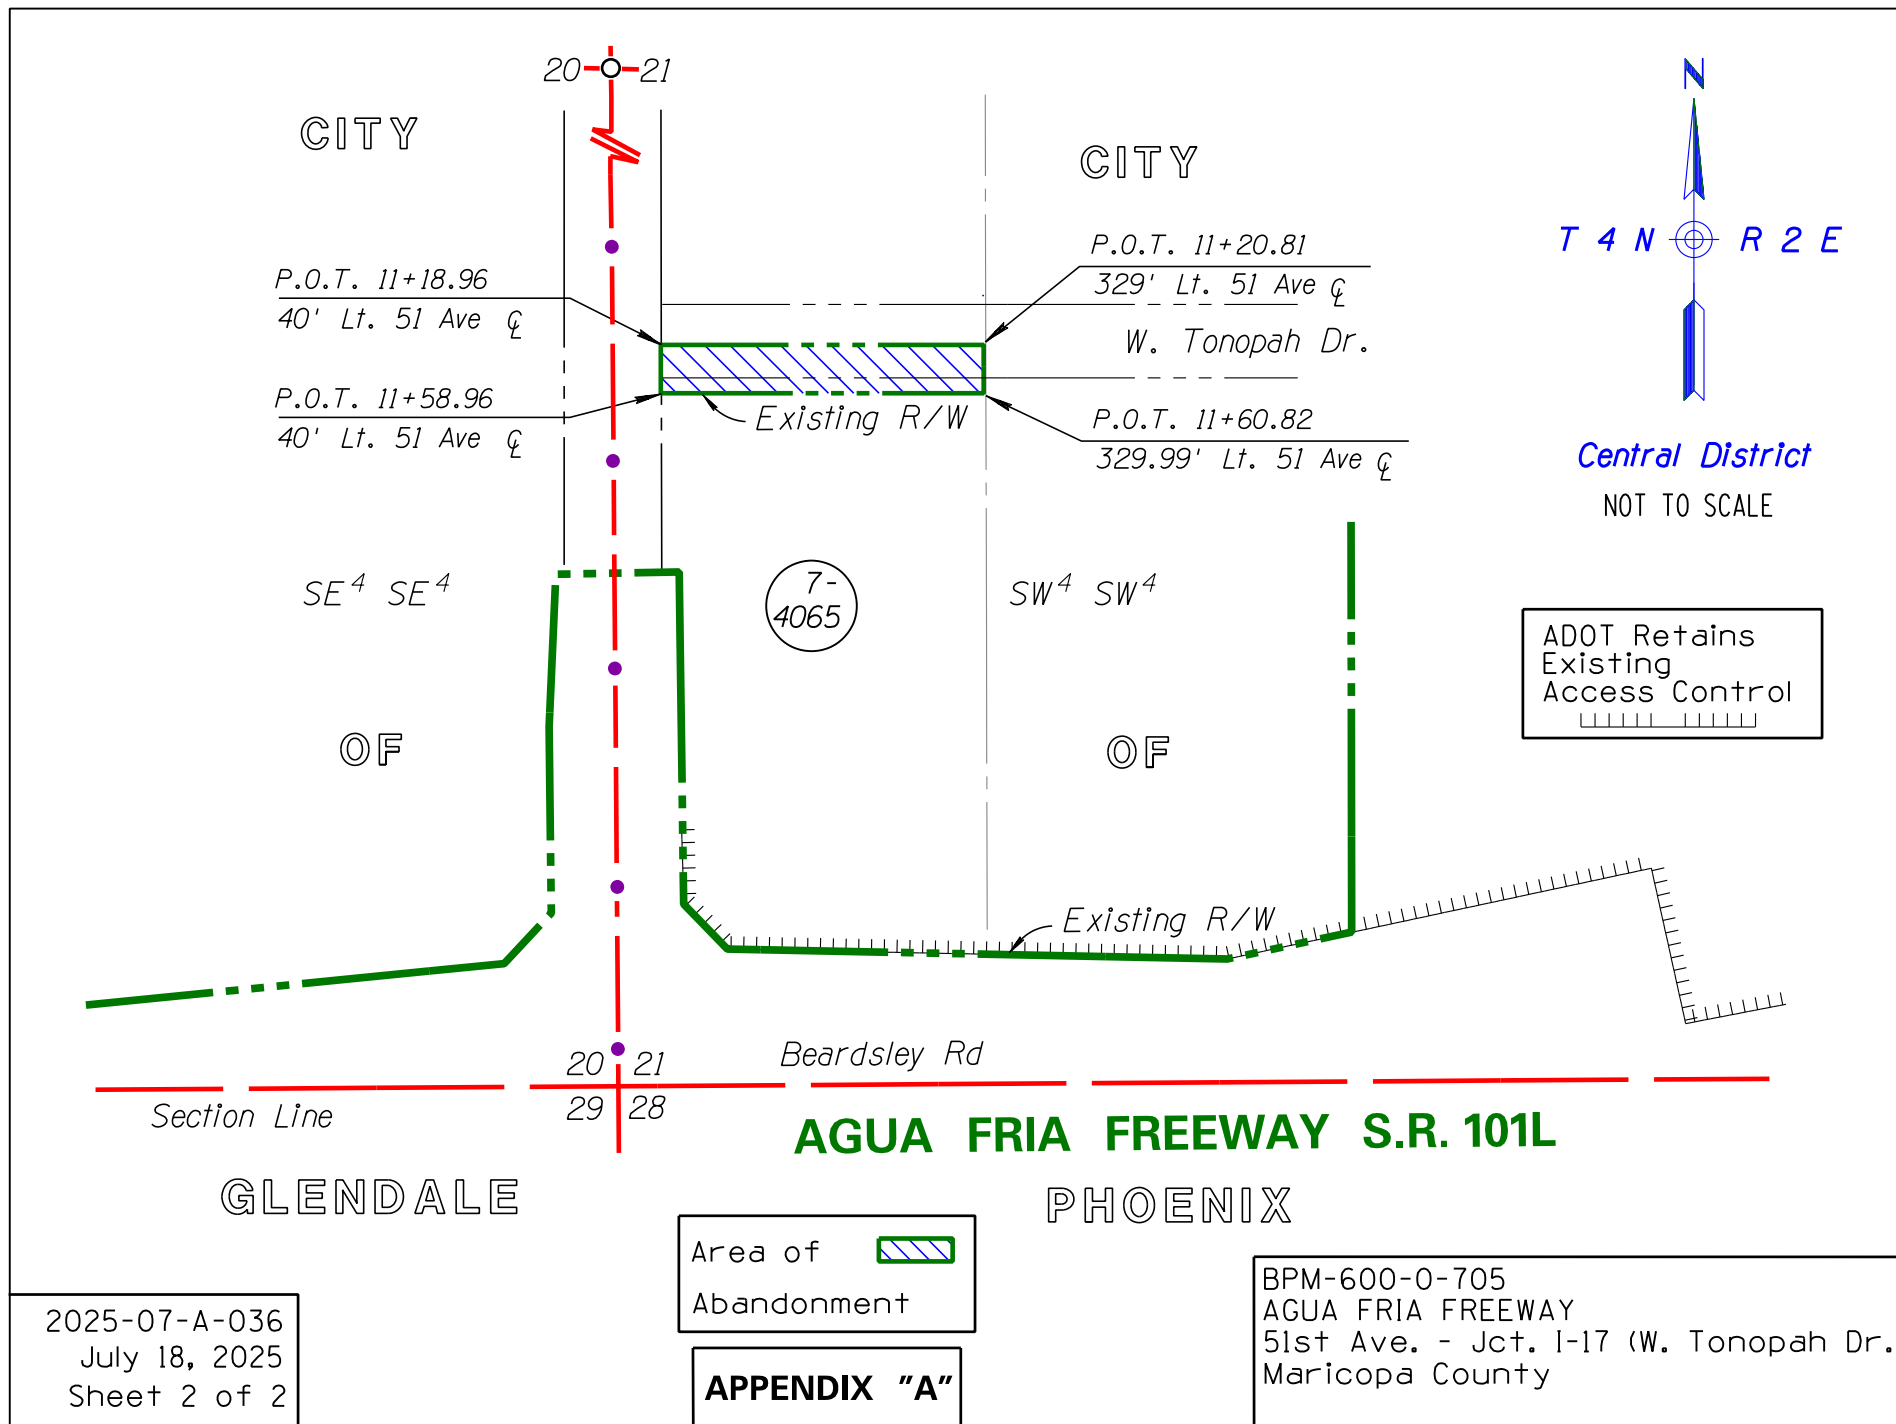 20 21
CITY
CITY
N
T 4 N R 2 E
P.O.T. 11+18.96
40' Lt. 51 Ave ℄
P.O.T. 11+20.81
329' Lt. 51 Ave ℄
W. Tonopah Dr.
P.O.T. 11+58.96
40' Lt. 51 Ave ℄
Existing R/W
P.O.T. 11+60.82
329.99' Lt. 51 Ave ℄
Central District
NOT TO SCALE
SE⁴ SE⁴
7-
4065
SW⁴ SW⁴
ADOT Retains
Existing
Access Control
OF
OF
Existing R/W
20 21
Beardsley Rd
Section Line
29 28
AGUA FRIA FREEWAY S.R. 101L
GLENDALE
PHOENIX
Area of
Abandonment
APPENDIX "A"
2025-07-A-036
July 18, 2025
Sheet 2 of 2
BPM-600-0-705
AGUA FRIA FREEWAY
51st Ave. - Jct. I-17 (W. Tonopah Dr.
Maricopa County